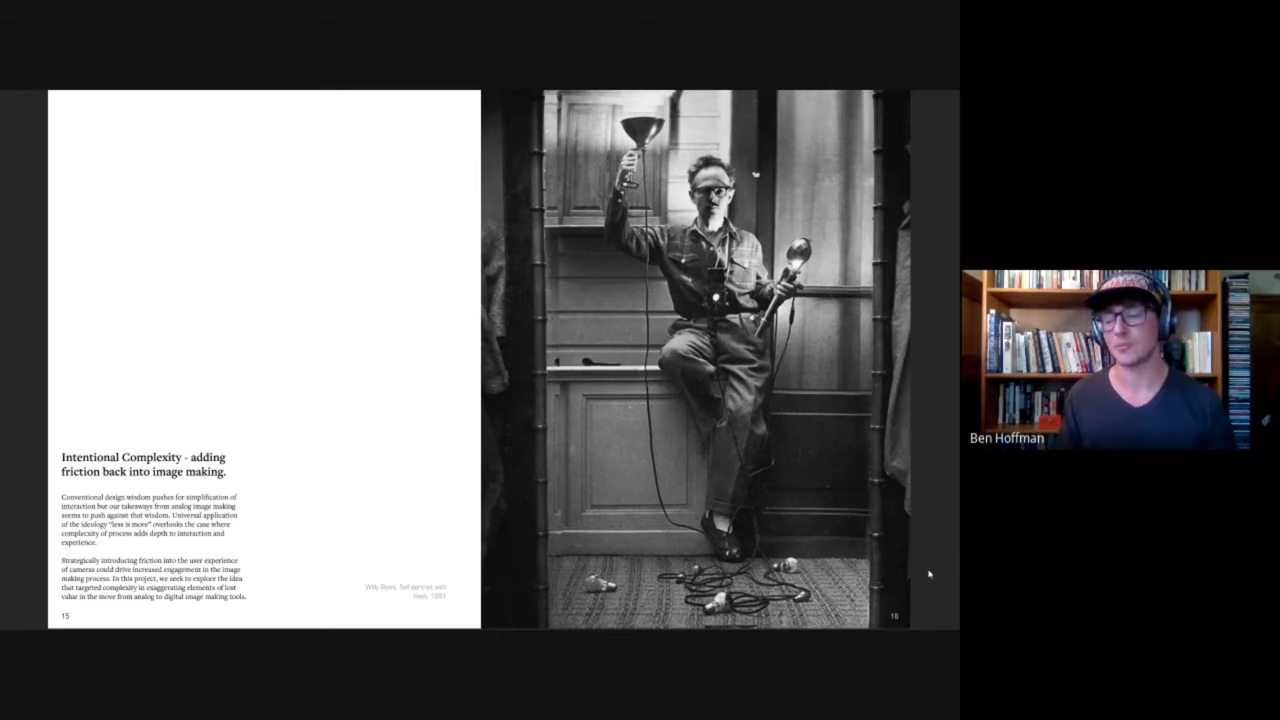 Intentional Complexity - adding
friction back into image making.
Conventional design wisdom pushes for simplification of
interaction but our takeaways from analog image making
seems to push against that wisdom. Universal application
of the ideology "less is more" overlooks the case where
complexity of process adds depth to interaction and
experience.
Strategically introducing friction into the user experience
of cameras could drive increased engagement in the image
making process. In this project, we seek to explore the idea
that targeted complexity in exaggerating elements of lost
value in the move from analog to digital image making tools.
Willy Ronis, Self-portrait with
flash, 1951
15
16
Ben Hoffman